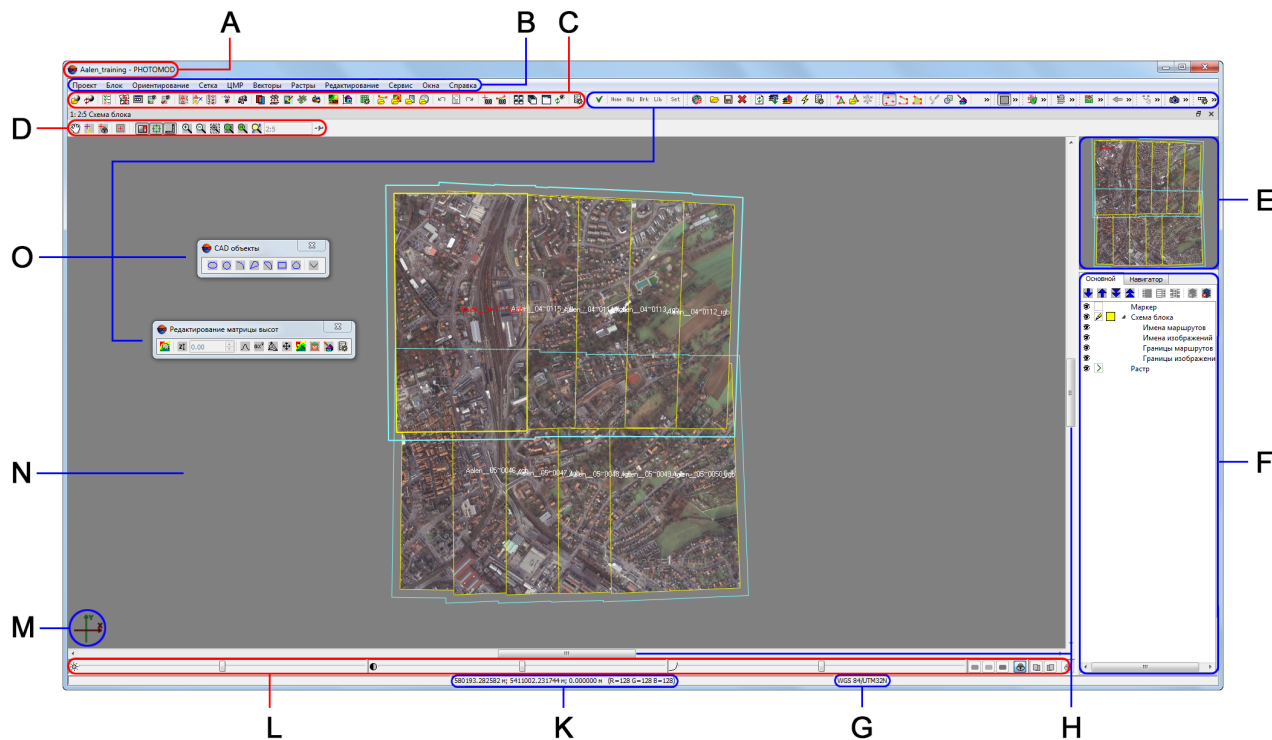 A
B
C
Aalen_training - PHOTOMOD
Проект Блок Ориентирование Сетка ЦМР Векторы Растры Редактирование Сервис Окна Справка
1: 2:5 Схема блока
D
2:5
E
O
CAD объекты
Редактирование матрицы высот
0.00
Основной Навигатор
Маркер
Схема блока
Имена маршрутов
Имена изображений
Границы маршрутов
Границы изображени
Растр
F
N
M
Y
X
580193.282582 м; 5411002.231744 м; 0.000000 м (R=128 G=128 B=128)
WGS 84/UTM32N
L
K
G
H